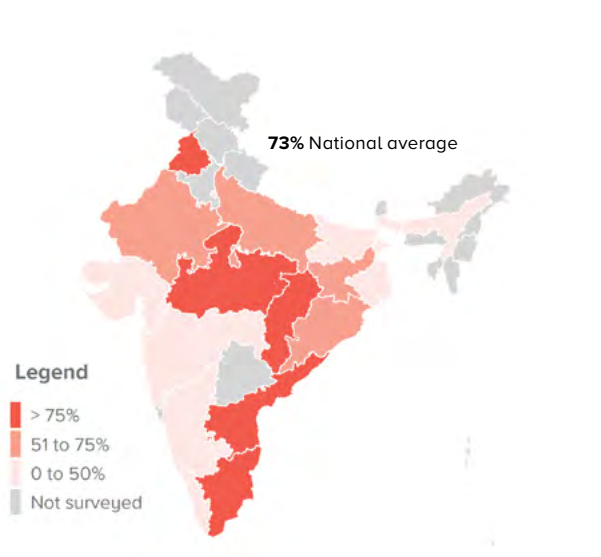 73% National average
Legend
> 75%
51 to 75%
0 to 50%
Not surveyed